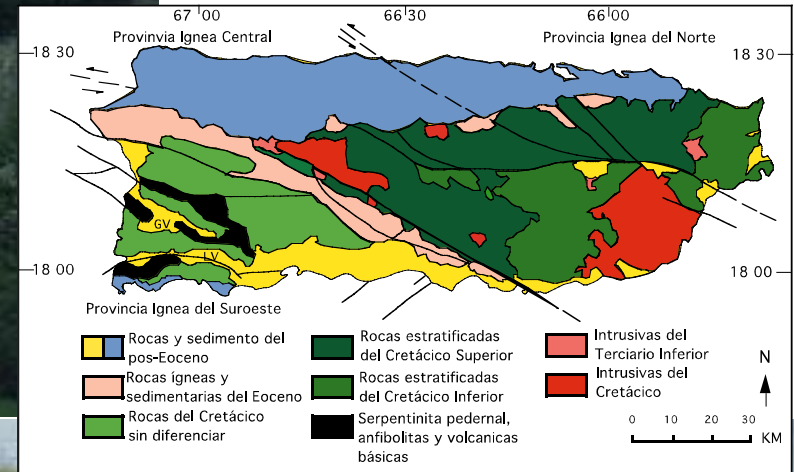 67 00
66 30
66 00
Provinvia Ignea Central
Provincia Ignea del Norte
18 30
18 30
GV
LV
18 00
18 00
Provincia Ignea del Suroeste
Rocas y sedimento del
pos-Eoceno
Rocas ígneas y
sedimentarias del Eoceno
Rocas del Cretácico
sin diferenciar
Rocas estratificadas
del Cretácico Superior
Rocas estratificadas
del Cretácico Inferior
Serpentinita pedernal,
anfibolitas y volcanicas
básicas
Intrusivas del
Terciario Inferior
Intrusivas del
Cretácico
N
0 10 20 30
KM